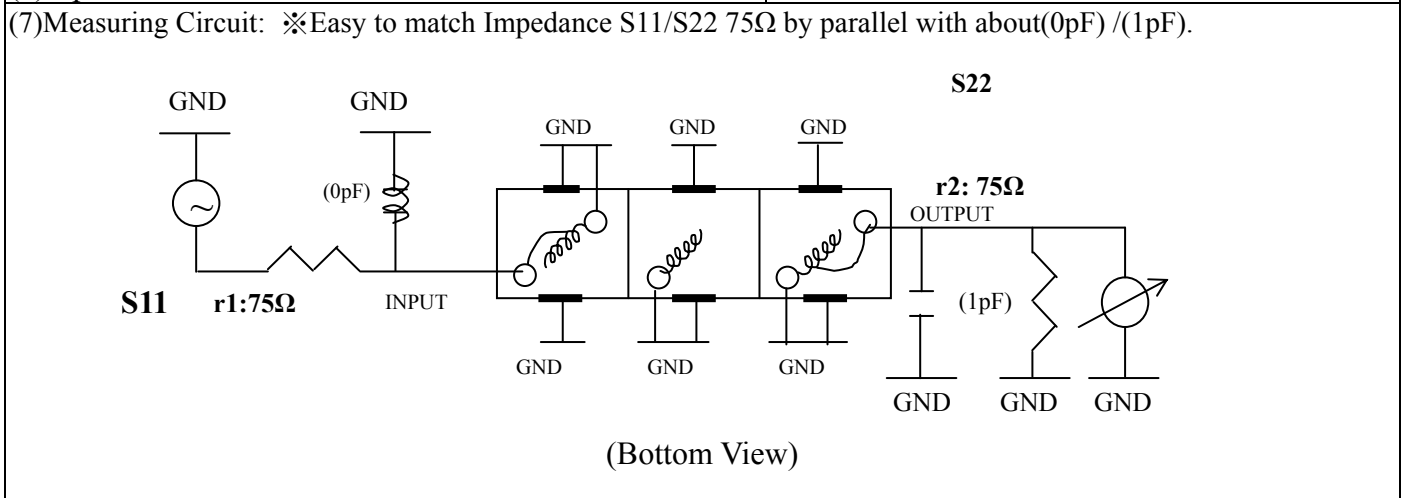 (7)Measuring Circuit: ※Easy to match Impedance S11/S22 75Ω by parallel with about(0pF) /(1pF).
S22
GND GND
GND GND GND
(0pF)
r2: 75Ω
OUTPUT
~
S11 r1:75Ω INPUT
(1pF)
GND GND GND
GND GND GND
(Bottom View)